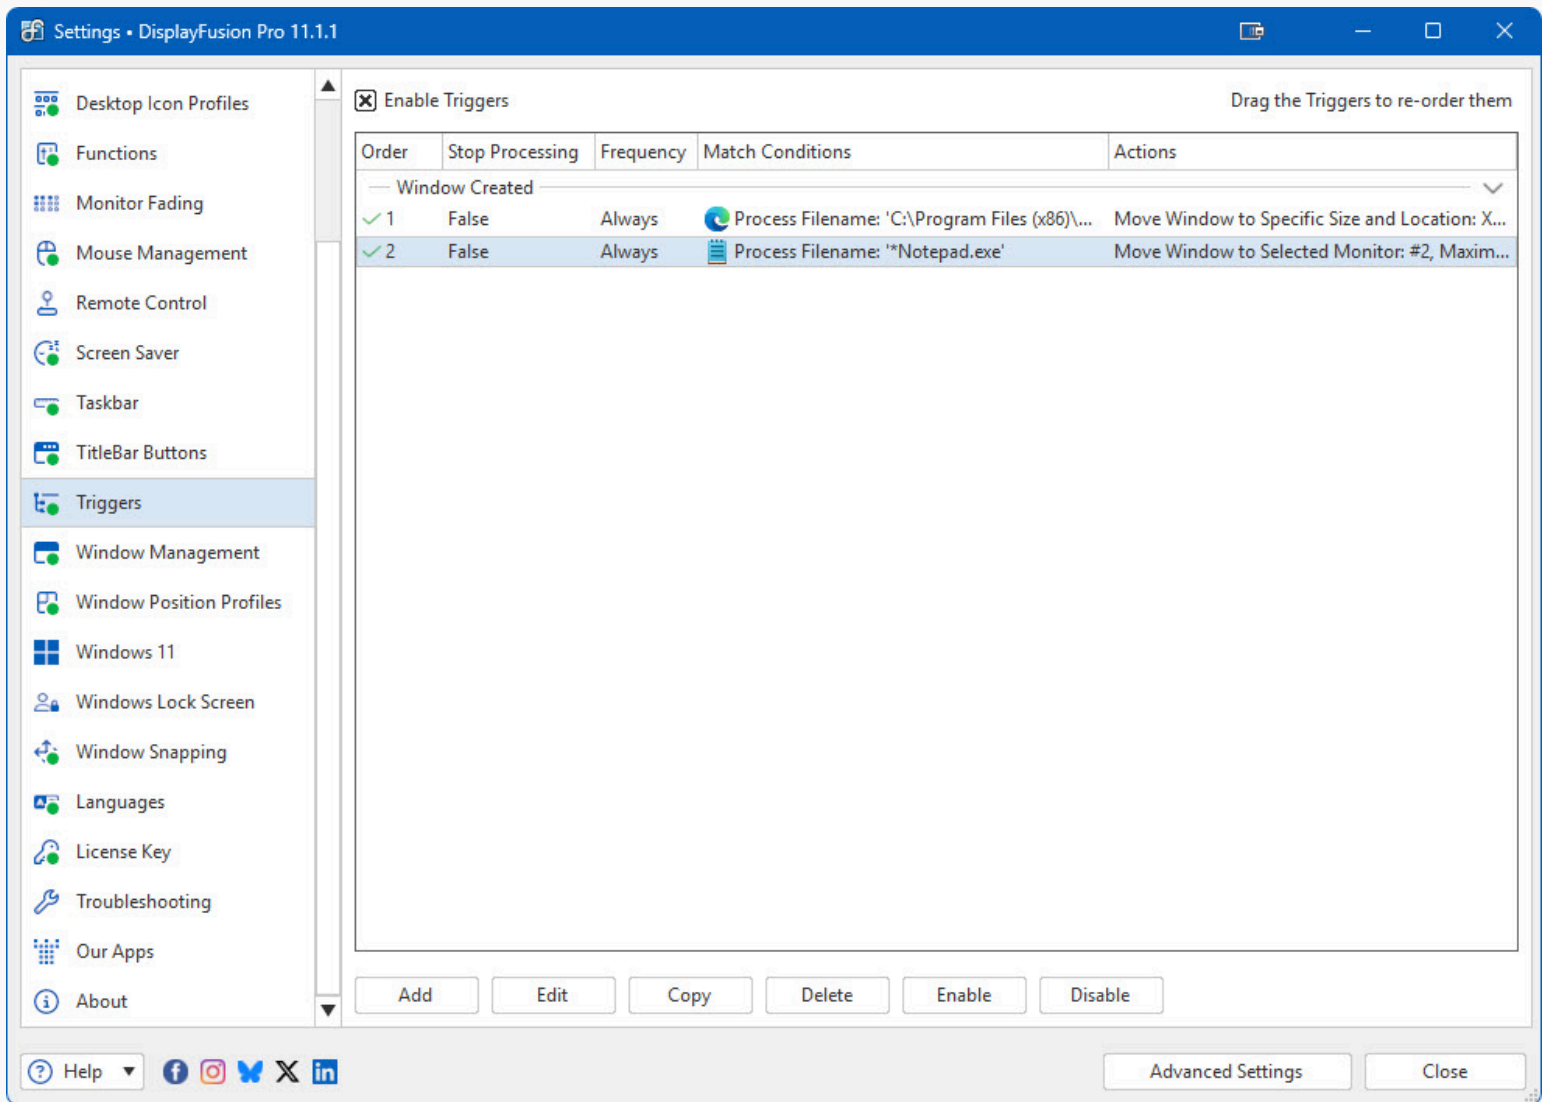 Settings • DisplayFusion Pro 11.1.1
Desktop Icon Profiles
Functions
Monitor Fading
Mouse Management
Remote Control
Screen Saver
Taskbar
TitleBar Buttons
Triggers
Window Management
Window Position Profiles
Windows 11
Windows Lock Screen
Window Snapping
Languages
License Key
Troubleshooting
Our Apps
About
Enable Triggers
Drag the Triggers to re-order them
Order Stop Processing Frequency Match Conditions Actions
Window Created
1 False Always Process Filename: 'C:\Program Files (x86)\... Move Window to Specific Size and Location: X...
2 False Always Process Filename: '*Notepad.exe' Move Window to Selected Monitor: #2, Maxim...
Add Edit Copy Delete Enable Disable
Help
Advanced Settings Close